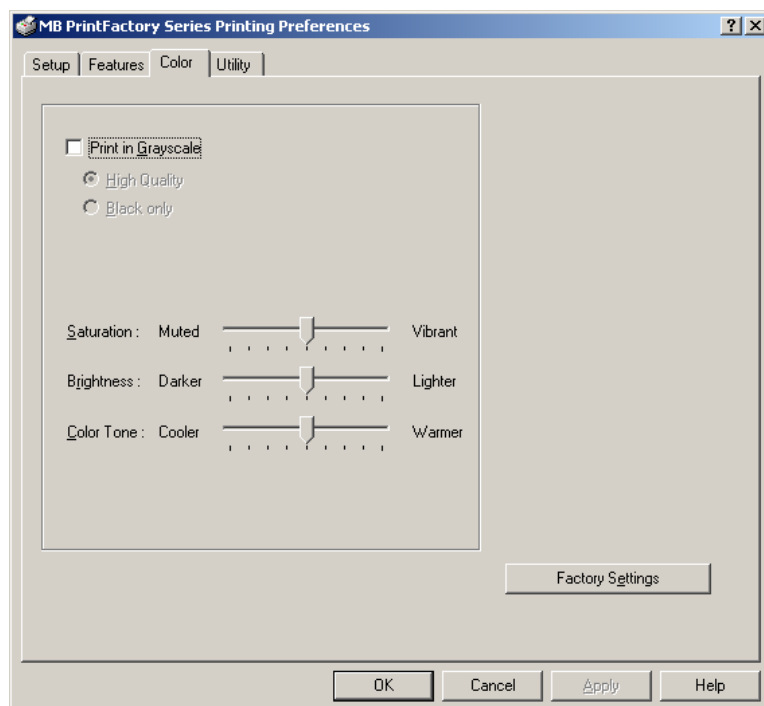 MB PrintFactory Series Printing Preferences
Setup Features Color Utility
Print in Grayscale
High Quality
Black only
Saturation : Muted Vibrant
Brightness : Darker Lighter
Color Tone : Cooler Warmer
Factory Settings
OK Cancel Apply Help